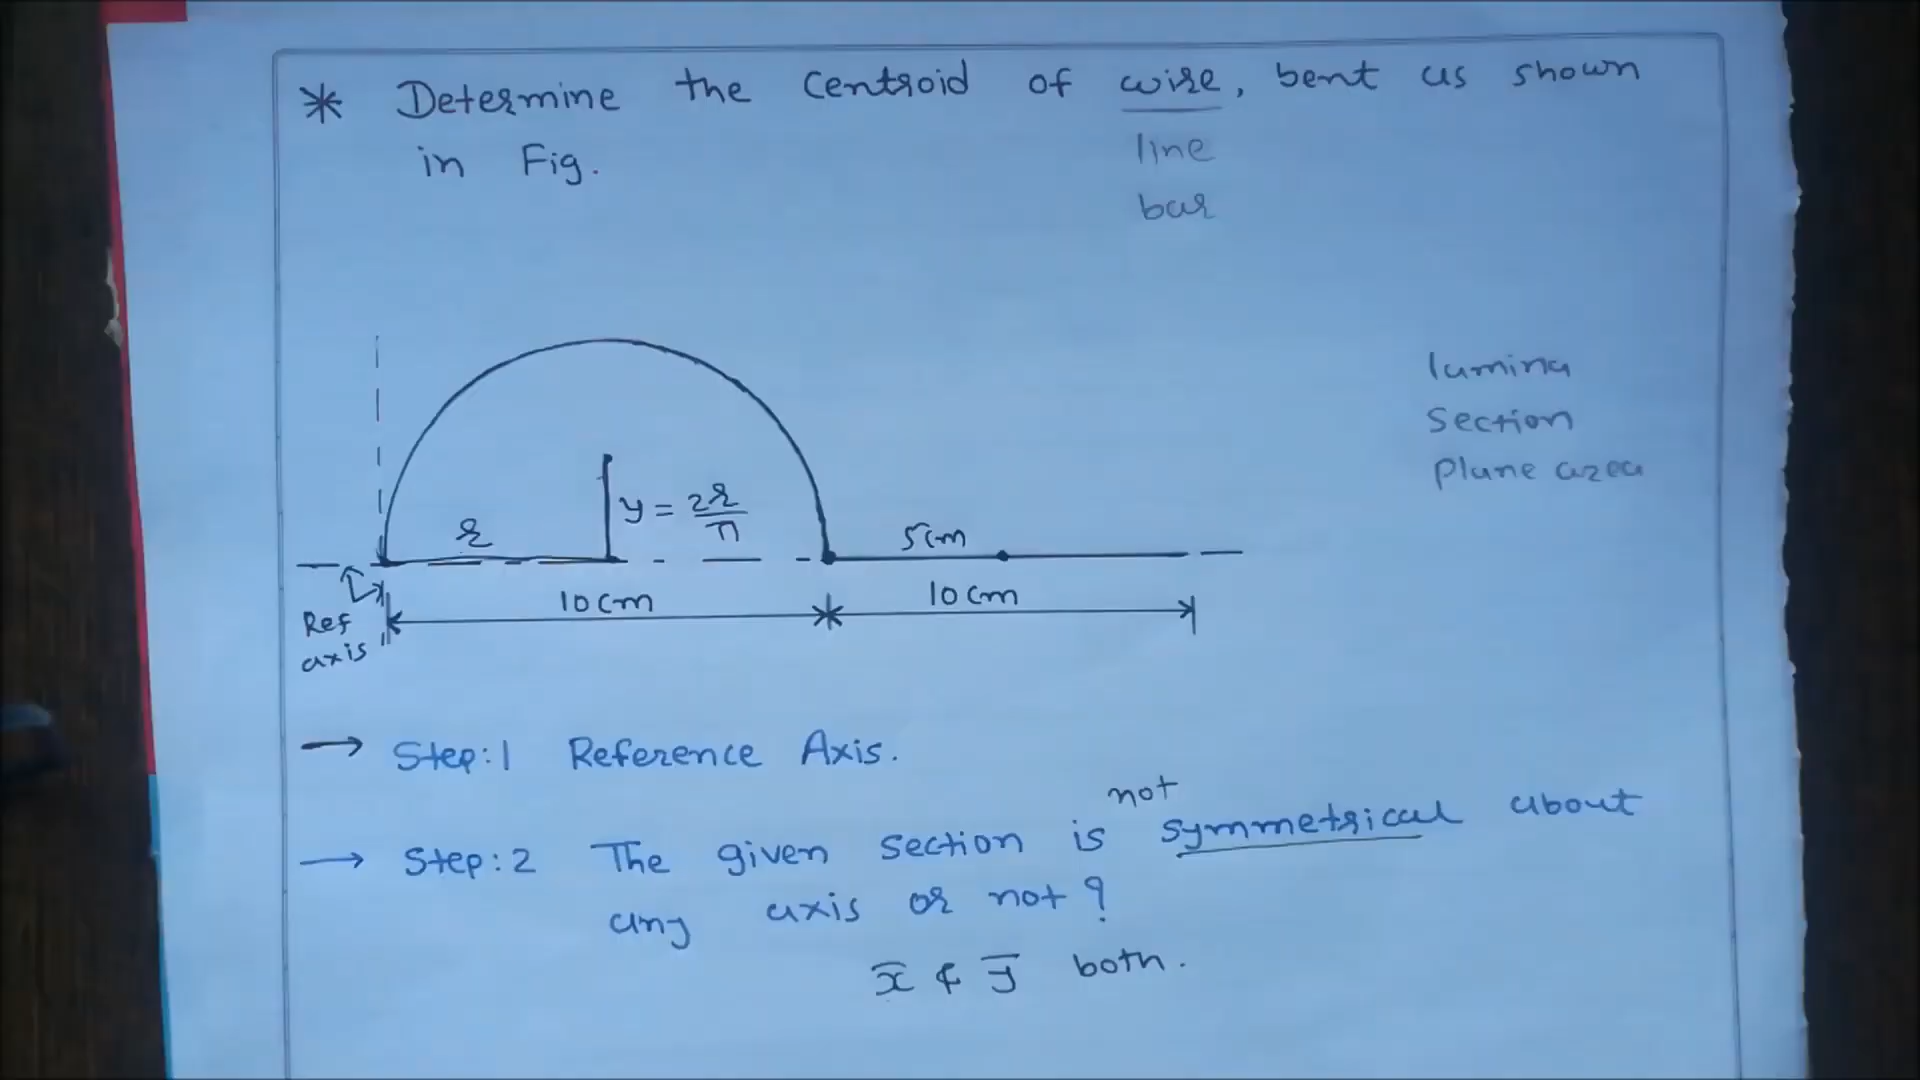 * Determine the centroid of wire, bent as shown
in Fig.
line
bar
lamina
section
plane area
r
y = 2r/π
5cm
10cm
10cm
Ref
axis
→ Step:1 Reference Axis.
not
→ Step:2 The given section is symmetrical about
any axis or not?
x̄ & ȳ both.